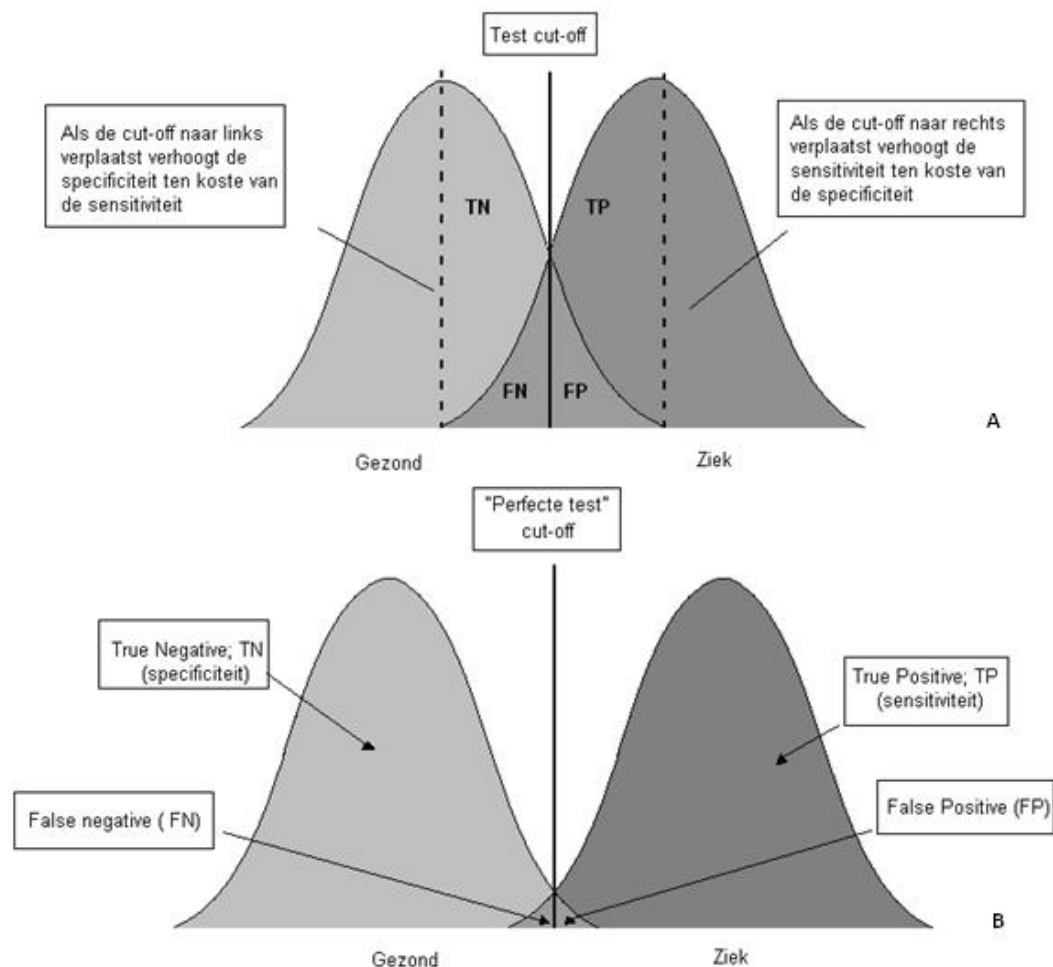 Test cut-off
Als de cut-off naar links
verplaatst verhoogt de
specificiteit ten koste van
de sensitiviteit
Als de cut-off naar rechts
verplaatst verhoogt de
sensitiviteit ten koste van
de specificiteit
TN
TP
FN
FP
A
Gezond
Ziek
"Perfecte test"
cut-off
True Negative; TN
(specificiteit)
True Positive; TP
(sensitiviteit)
False negative ( FN)
False Positive (FP)
B
Gezond
Ziek